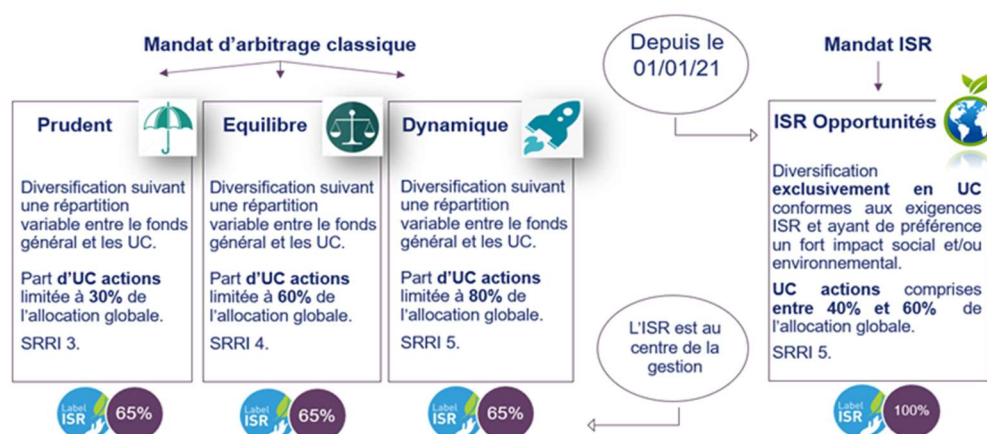 Mandat d'arbitrage classique
Depuis le
01/01/21
Mandat ISR
Prudent
Diversification suivant
une répartition
variable entre le fonds
général et les UC.
Part d'UC actions
limitée à 30% de
l'allocation globale.
SRRI 3.
Label
ISR
65%
Equilibre
Diversification suivant
une répartition
variable entre le fonds
général et les UC.
Part d'UC actions
limitée à 60% de
l'allocation globale.
SRRI 4.
Label
ISR
65%
Dynamique
Diversification suivant
une répartition
variable entre le fonds
général et les UC.
Part d'UC actions
limitée à 80% de
l'allocation globale.
SRRI 5.
Label
ISR
65%
L'ISR est au
centre de la
gestion
ISR Opportunités
Diversification
exclusivement en UC
conformes aux exigences
ISR et ayant de préférence
un fort impact social et/ou
environnemental.
UC actions comprises
entre 40% et 60% de
l'allocation globale.
SRRI 5.
Label
ISR
100%